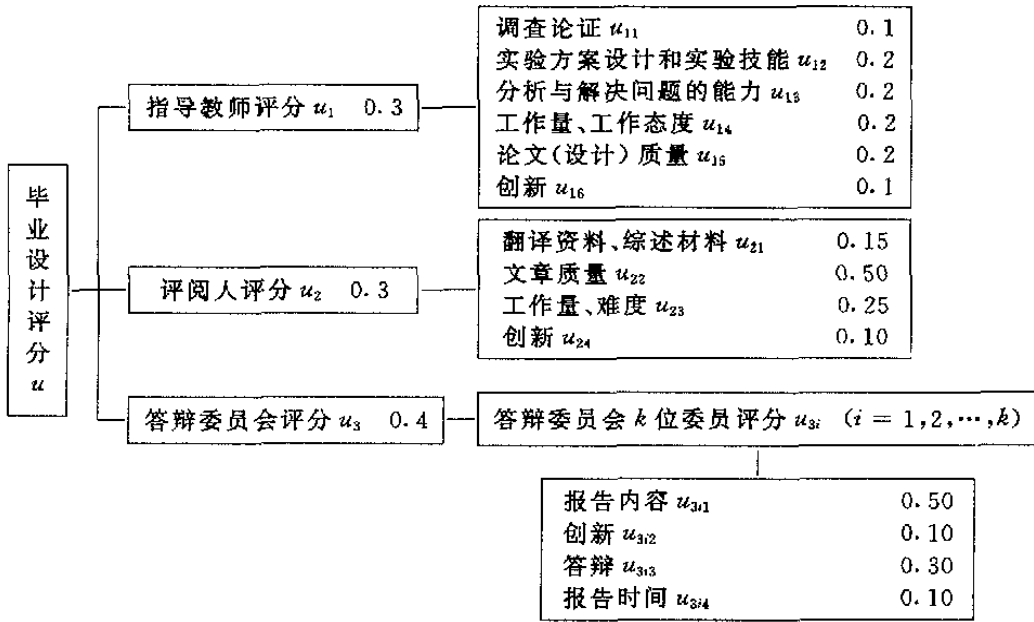 毕业设计评分 u
指导教师评分 u₁ 0.3
调查论证 u₁₁ 0.1
实验方案设计和实验技能 u₁₂ 0.2
分析与解决问题的能力 u₁₃ 0.2
工作量、工作态度 u₁₄ 0.2
论文(设计)质量 u₁₅ 0.2
创新 u₁₆ 0.1
评阅人评分 u₂ 0.3
翻译资料、综述材料 u₂₁ 0.15
文章质量 u₂₂ 0.50
工作量、难度 u₂₃ 0.25
创新 u₂₄ 0.10
答辩委员会评分 u₃ 0.4
答辩委员会 k 位委员评分 u₃ᵢ (i = 1,2,⋯,k)
报告内容 u₃ᵢ₁ 0.50
创新 u₃ᵢ₂ 0.10
答辩 u₃ᵢ₃ 0.30
报告时间 u₃ᵢ₄ 0.10